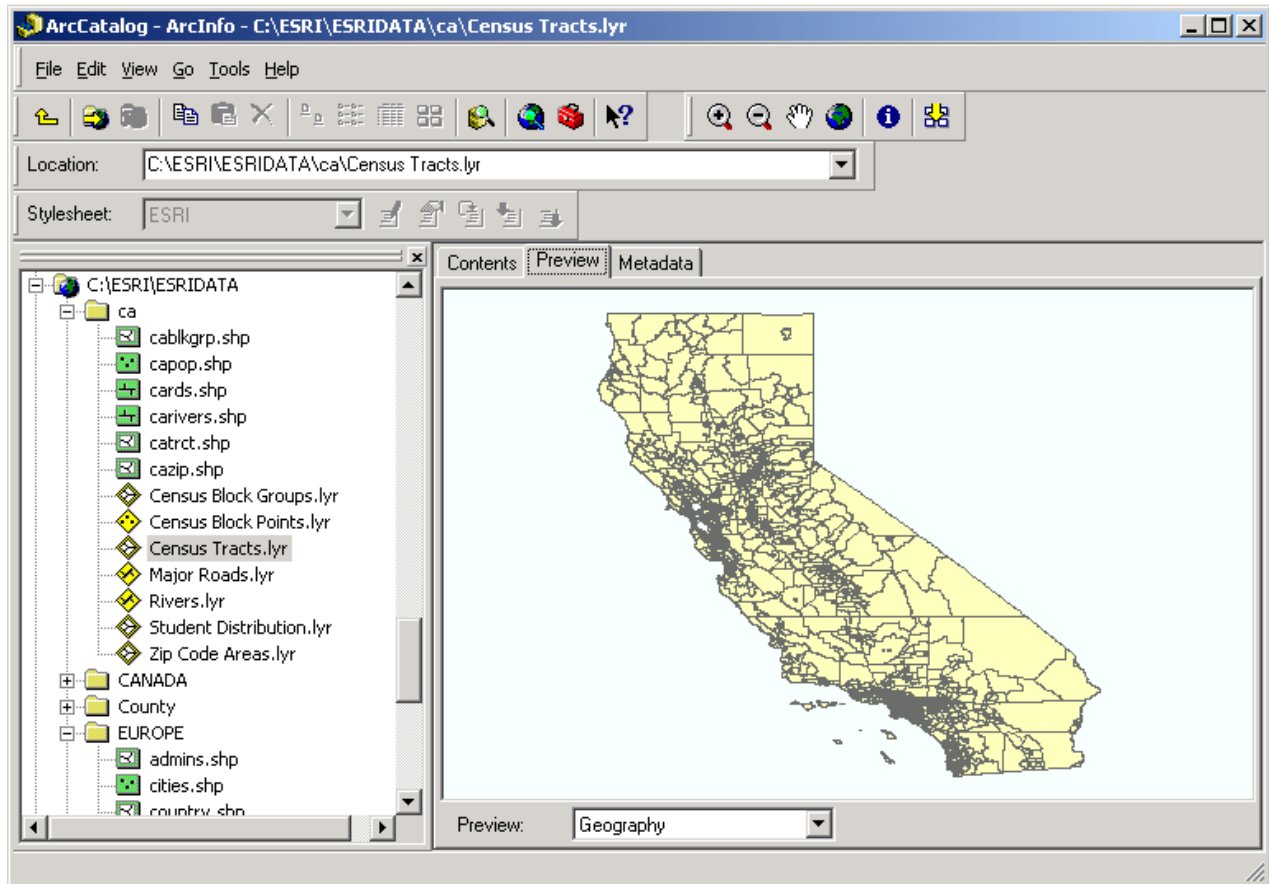 ArcCatalog - ArcInfo - C:\ESRI\ESRIDATA\ca\Census Tracts.lyr
File Edit View Go Tools Help
Location: C:\ESRI\ESRIDATA\ca\Census Tracts.lyr
Stylesheet: ESRI
C:\ESRI\ESRIDATA
ca
cablkgrp.shp
capop.shp
cards.shp
carivers.shp
catrct.shp
cazip.shp
Census Block Groups.lyr
Census Block Points.lyr
Census Tracts.lyr
Major Roads.lyr
Rivers.lyr
Student Distribution.lyr
Zip Code Areas.lyr
CANADA
County
EUROPE
admins.shp
cities.shp
country.shp
Contents Preview Metadata
Preview: Geography